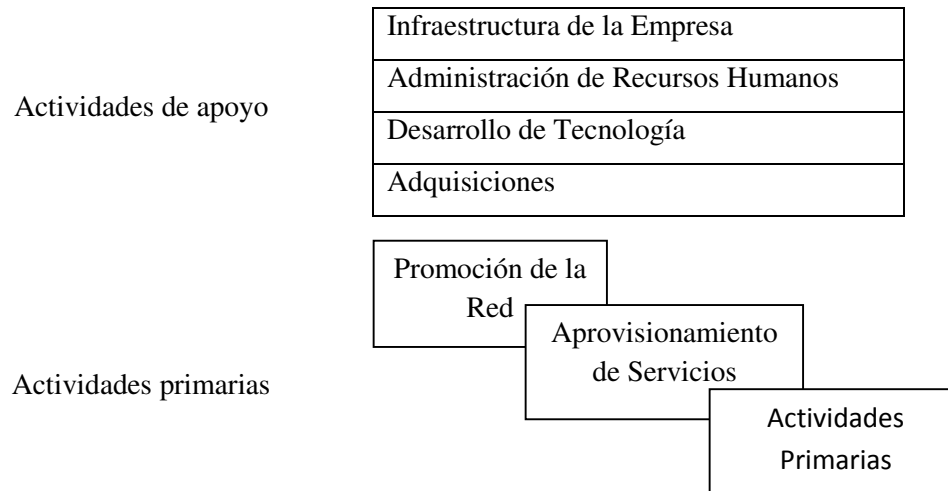 Infraestructura de la Empresa
Administración de Recursos Humanos
Actividades de apoyo
Desarrollo de Tecnología
Adquisiciones
Promoción de la
Red
Aprovisionamiento
de Servicios
Actividades primarias
Actividades
Primarias